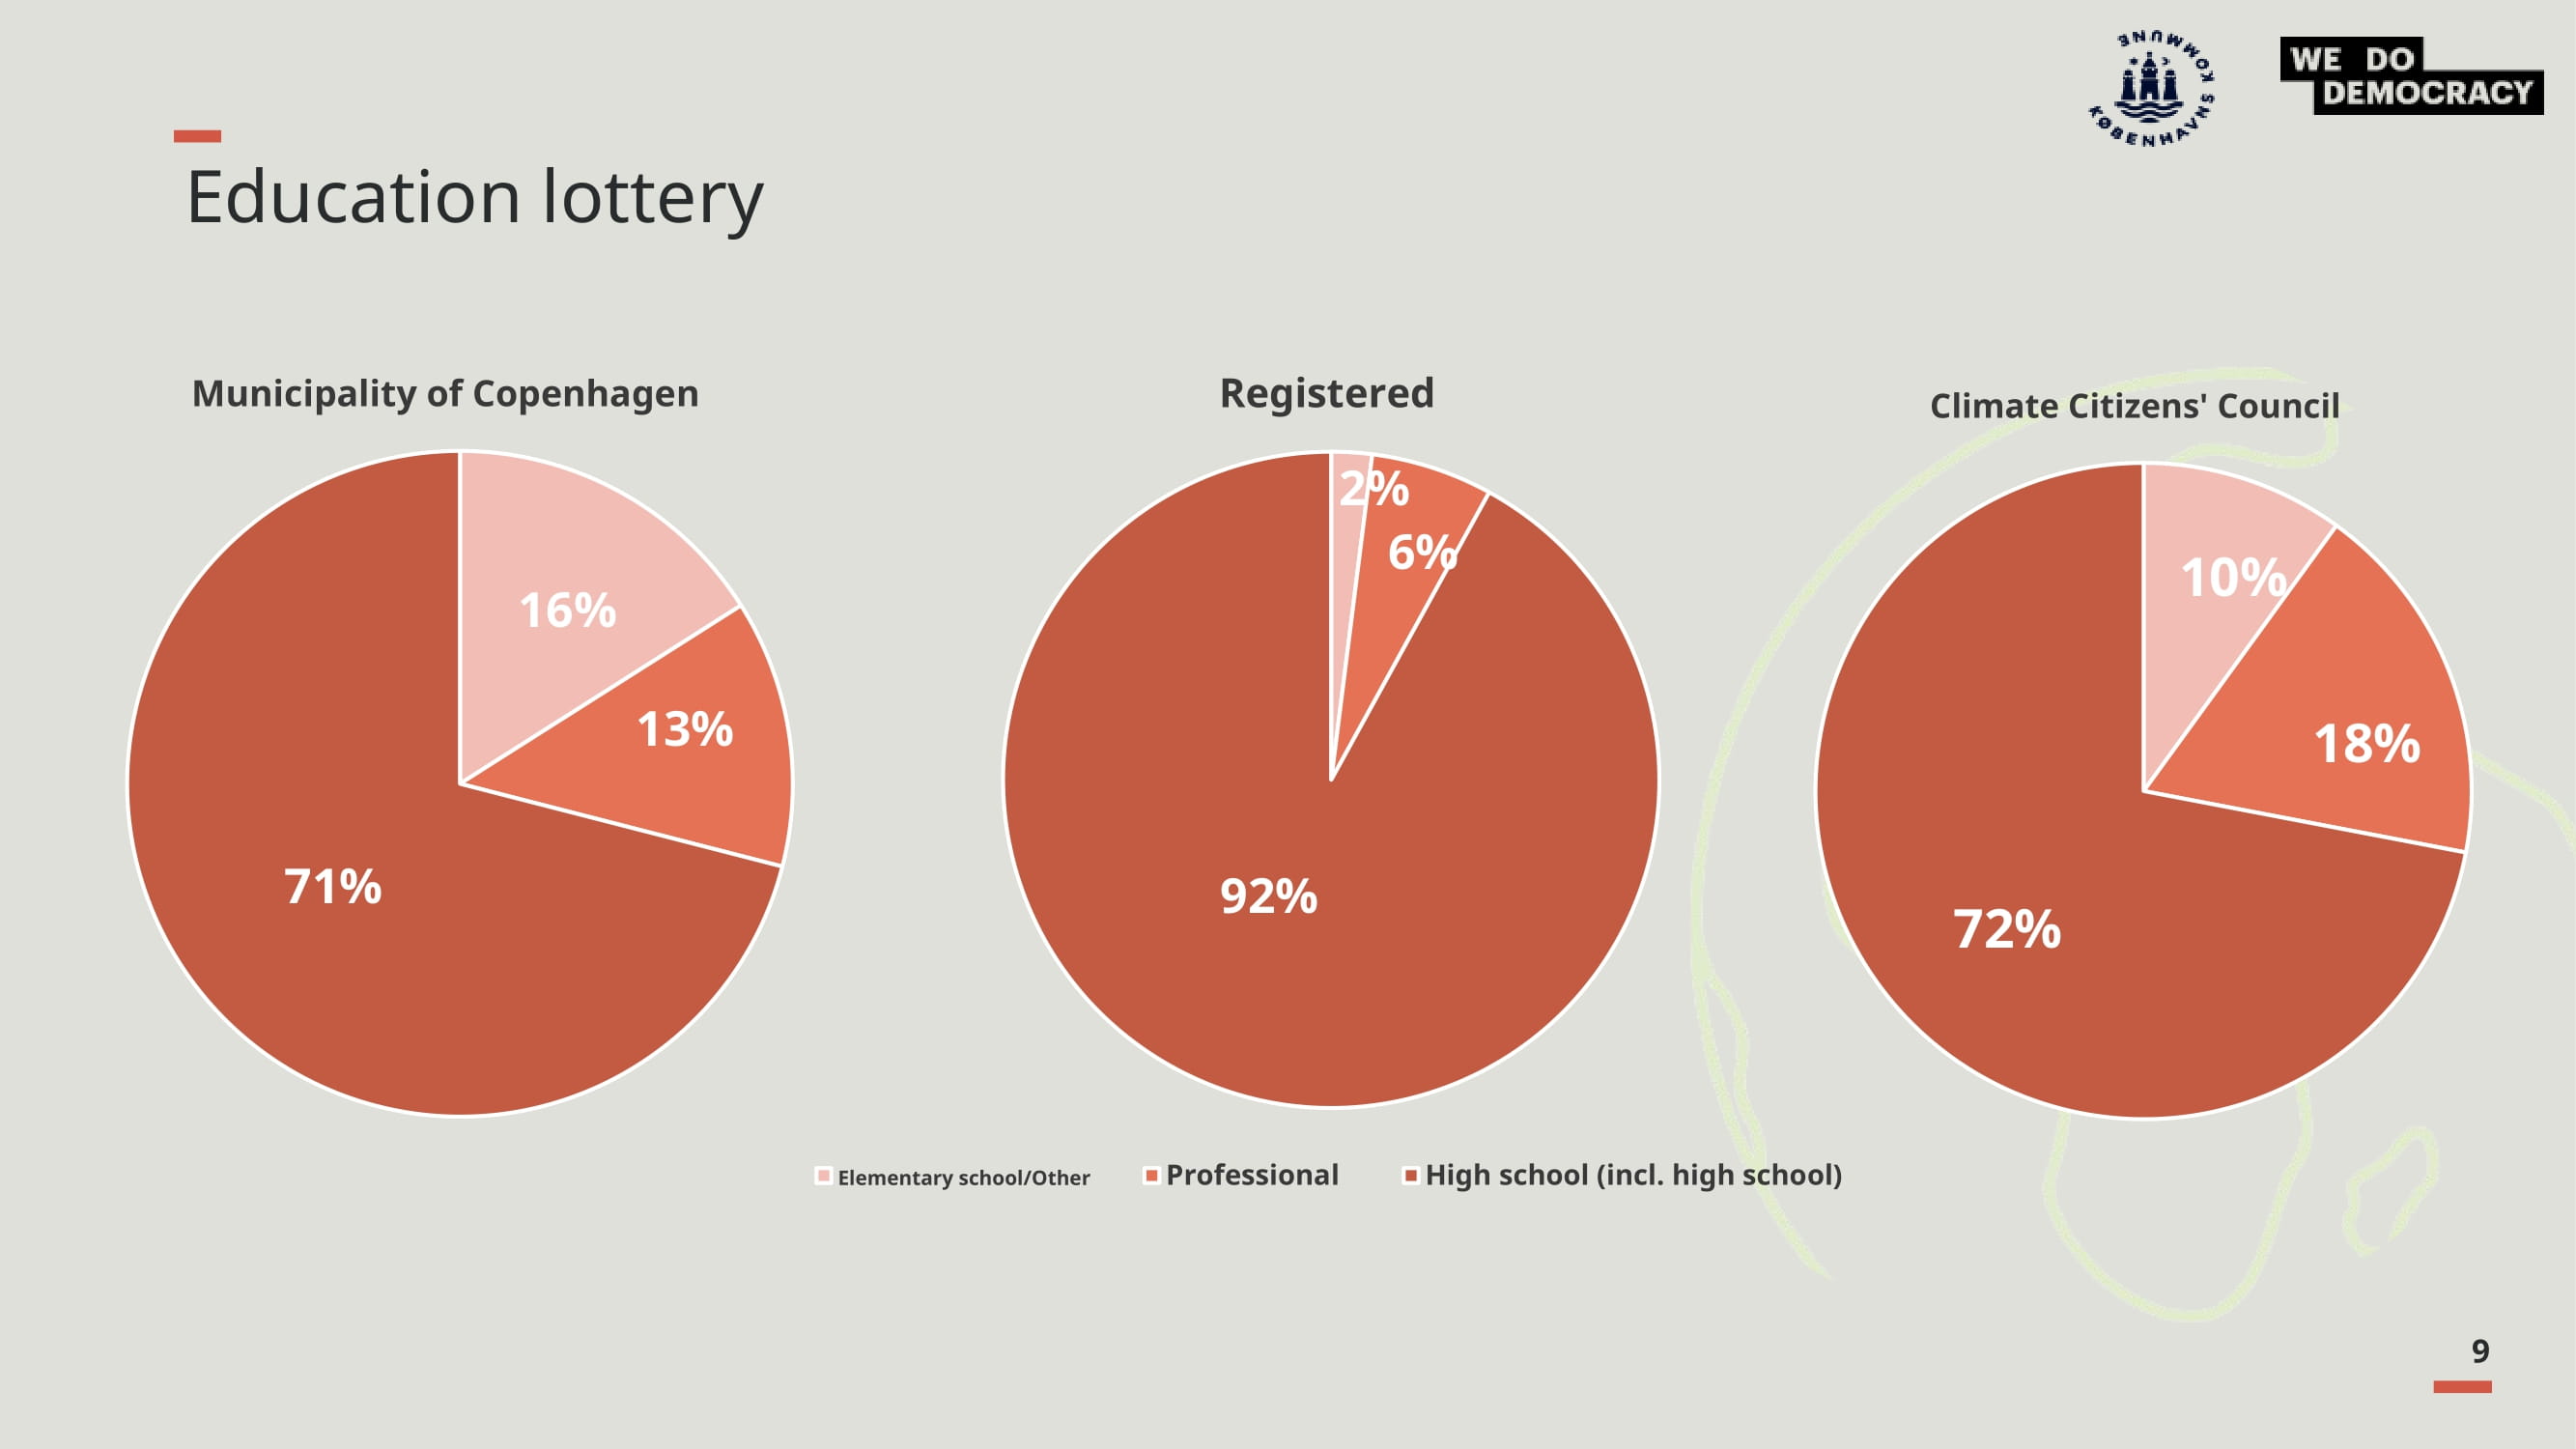 KØBENHAVNS KOMMUNE
WE DO
DEMOCRACY
Education lottery
Municipality of Copenhagen
16%
13%
71%
Registered
2%
6%
92%
Climate Citizens' Council
10%
18%
72%
Elementary school/Other
Professional
High school (incl. high school)
9